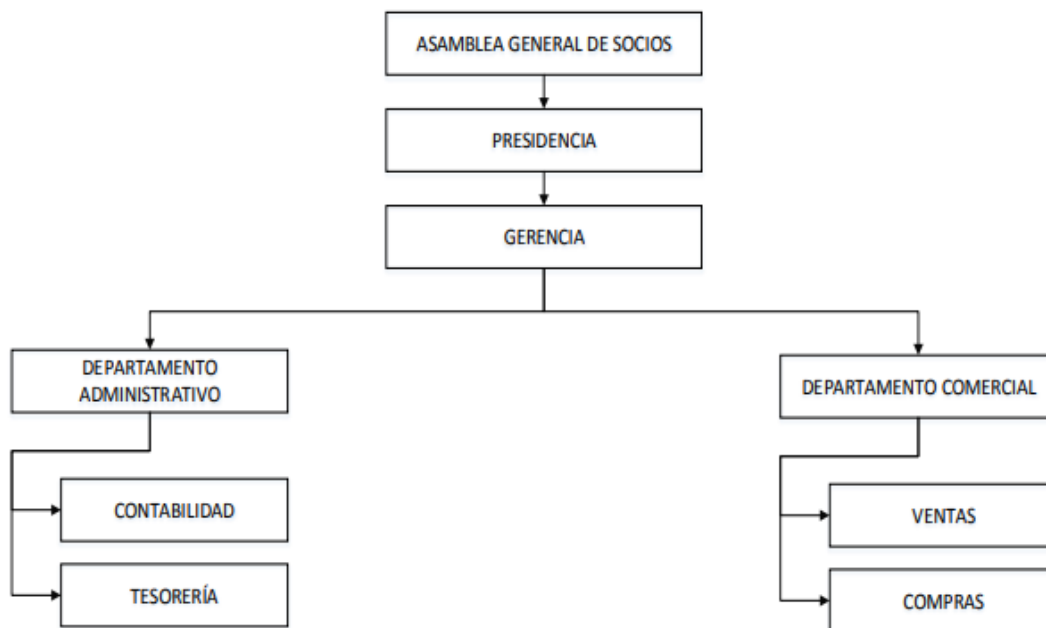 ASAMBLEA GENERAL DE SOCIOS
PRESIDENCIA
GERENCIA
DEPARTAMENTO
ADMINISTRATIVO
CONTABILIDAD
TESORERÍA
DEPARTAMENTO COMERCIAL
VENTAS
COMPRAS